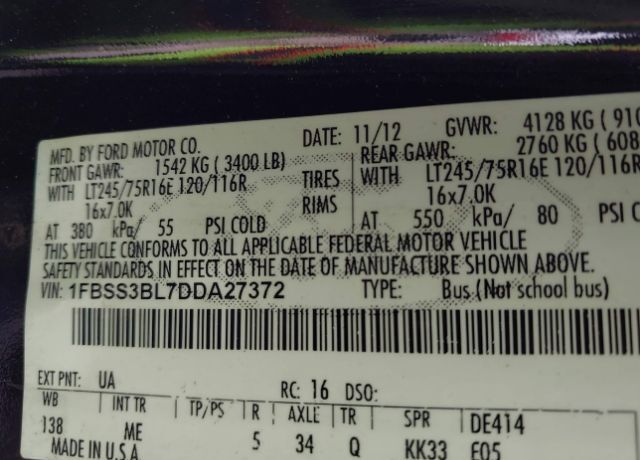 MFD. BY FORD MOTOR CO. DATE: 11/12 GVWR: 4128 KG ( 910
FRONT GAWR: 1542 KG ( 3400 LB) REAR GAWR: 2760 KG ( 608
WITH LT245/75R16E 120/116R TIRES WITH LT245/75R16E 120/116R
16x7.0K RIMS 16x7.0K
AT 380 kPa/ 55 PSI COLD AT 550 kPa/ 80 PSI C
THIS VEHICLE CONFORMS TO ALL APPLICABLE FEDERAL MOTOR VEHICLE
SAFETY STANDARDS IN EFFECT ON THE DATE OF MANUFACTURE SHOWN ABOVE.
VIN: 1FBSS3BL7DDA27372 TYPE: Bus (Not school bus)
EXT PNT: UA RC: 16 DSO:
WB INT TR TP/PS R AXLE TR SPR DE414
138 ME 5 34 Q KK33 F05
MADE IN U.S.A